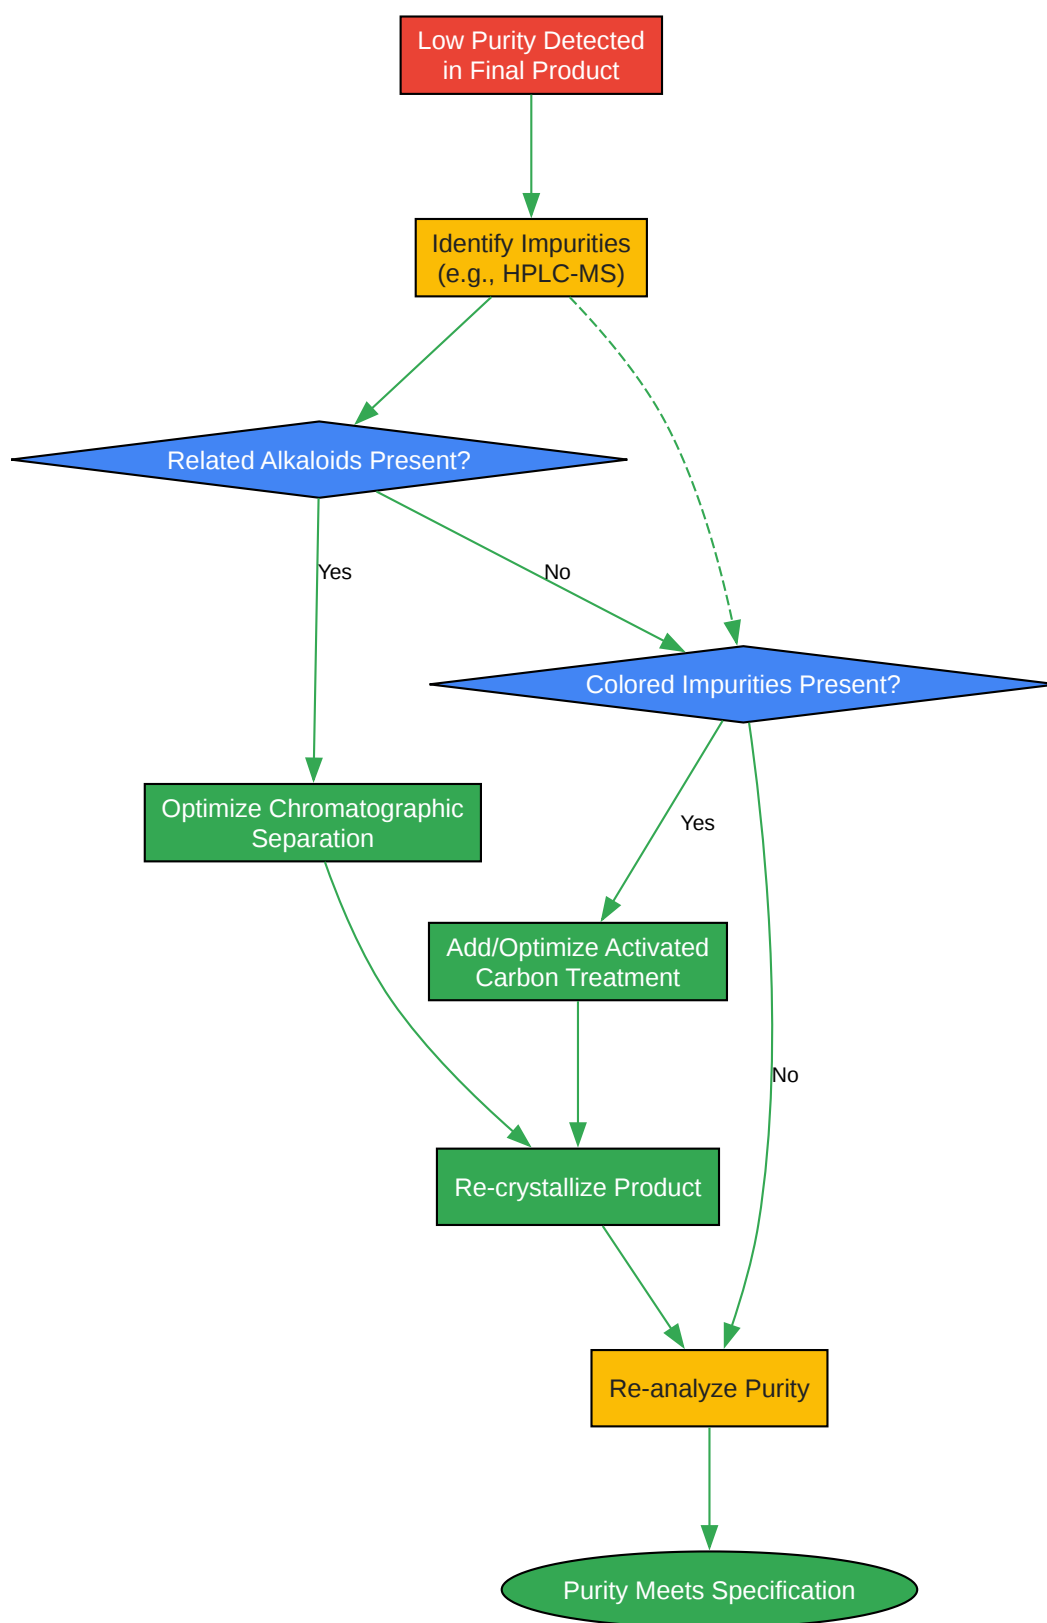 Low Purity Detected
in Final Product
Identify Impurities
(e.g., HPLC-MS)
Related Alkaloids Present?
Yes
No
Colored Impurities Present?
Optimize Chromatographic
Separation
Yes
Add/Optimize Activated
Carbon Treatment
No
Re-crystallize Product
Re-analyze Purity
Purity Meets Specification